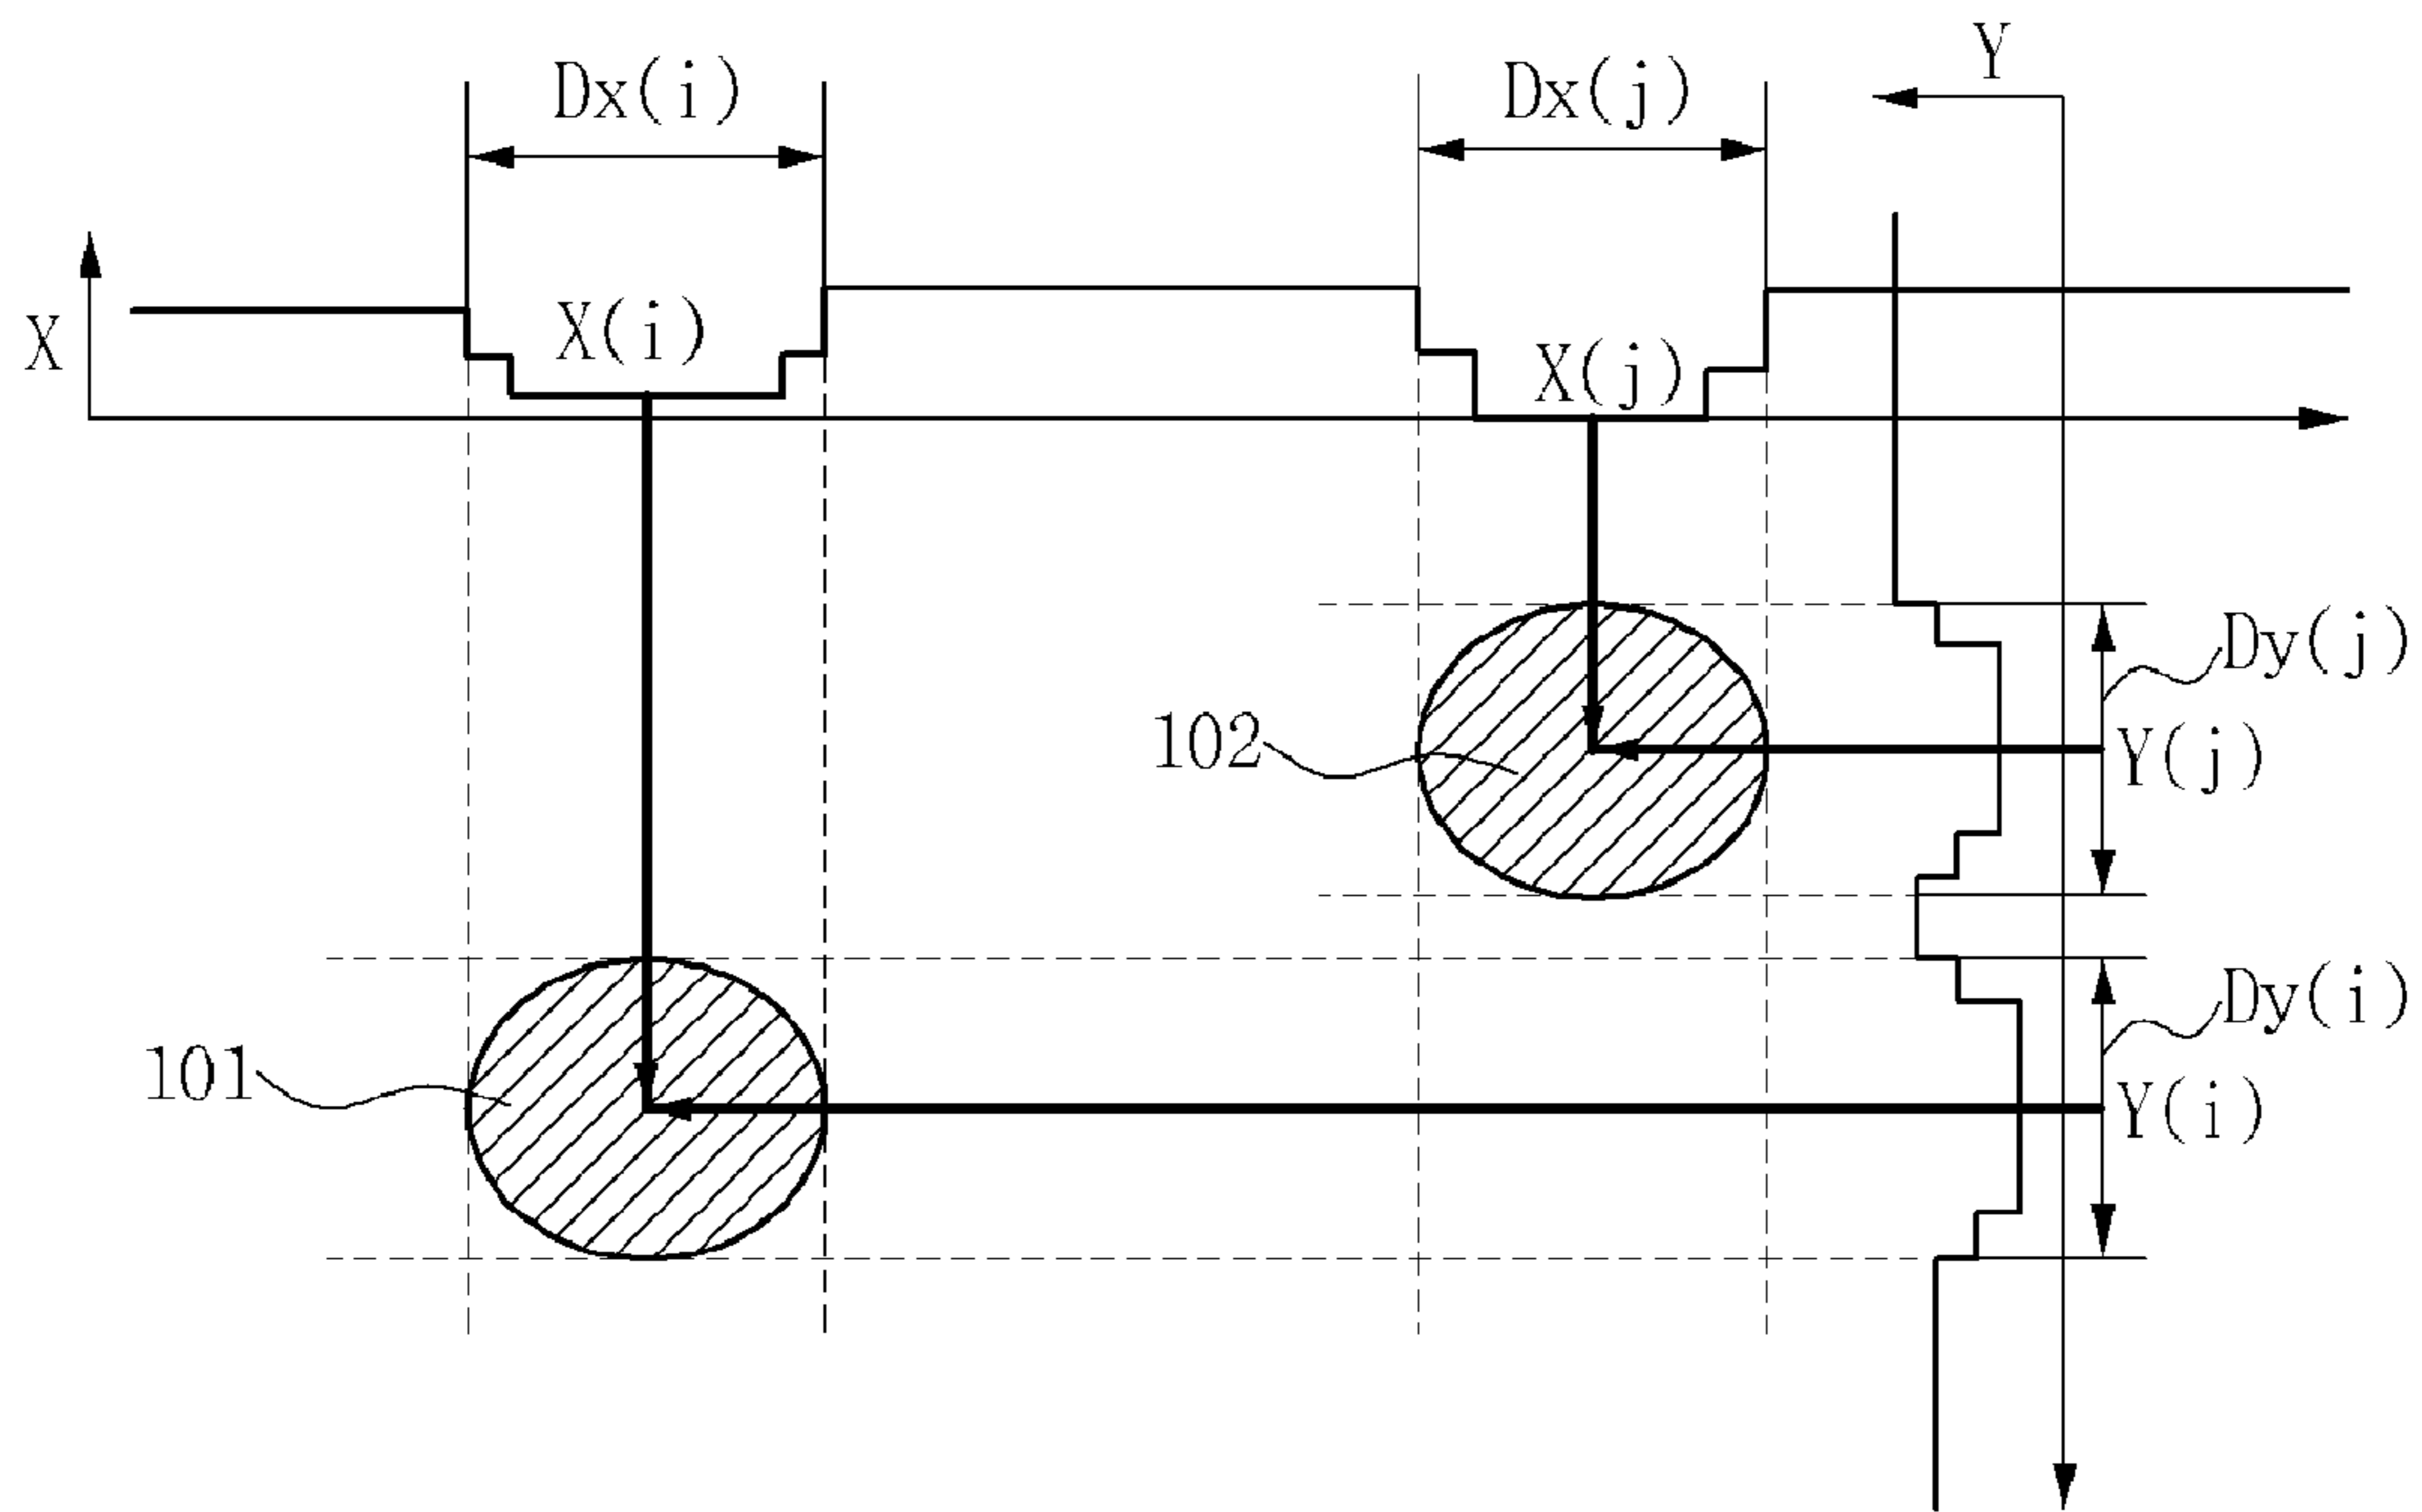 Y
Dx(i)
Dx(j)
X
X(i)
X(j)
Dy(j)
102
Y(j)
Dy(i)
101
Y(i)